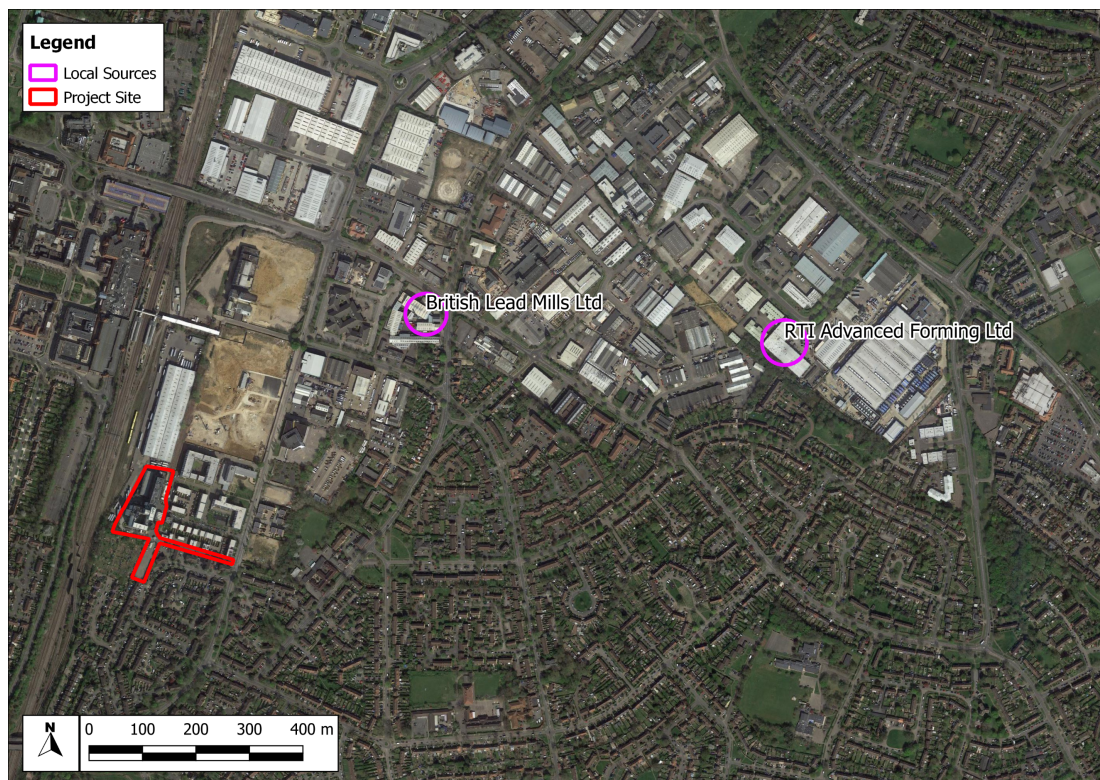 Legend
Local Sources
Project Site
British Lead Mills Ltd
RTI Advanced Forming Ltd
N
0 100 200 300 400 m